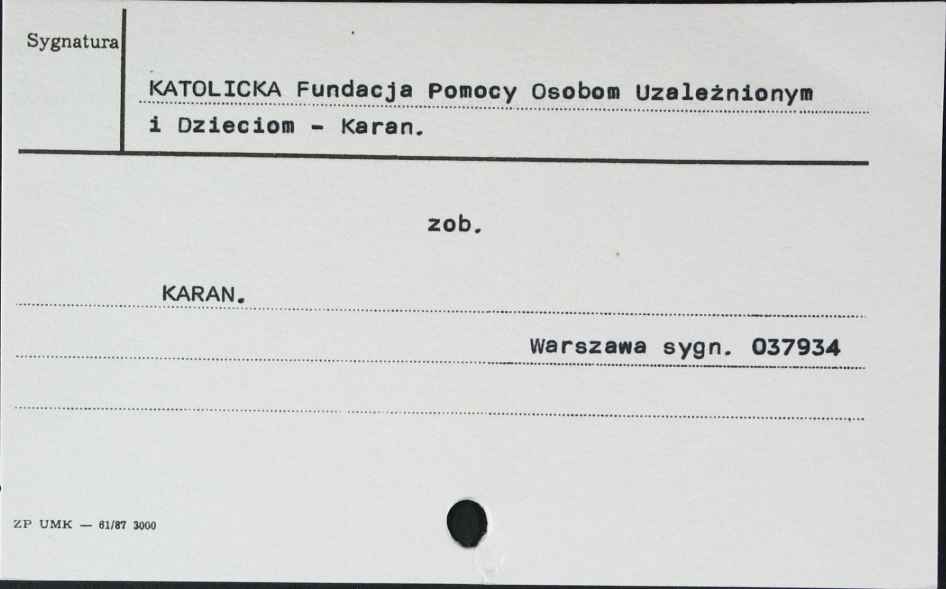 Sygnatura
KATOLICKA Fundacja Pomocy Osobom Uzależnionym
i Dzieciom - Karan.
zob.
KARAN.
Warszawa sygn. 037934
ZP UMK — 61/87 3000